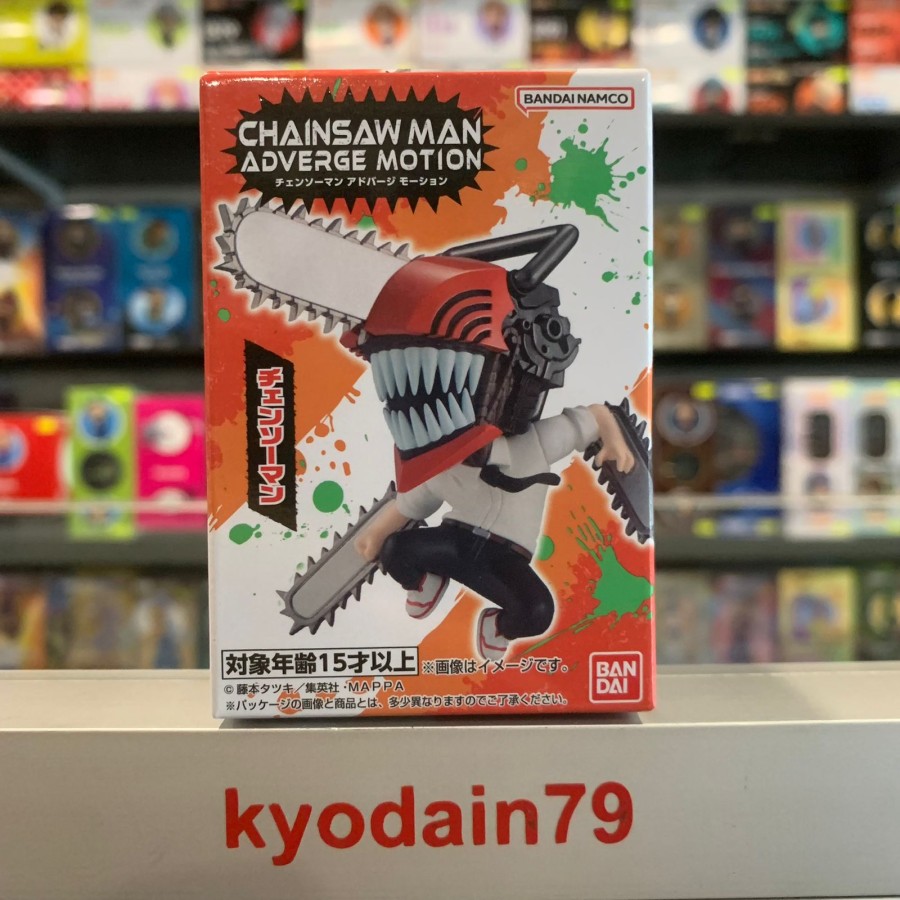 BANDAI NAMCO
CHAINSAW MAN
ADVERGE MOTION
チェンソーマン アドバージ モーション
チェンソーマン
対象年齢15才以上
※画像はイメージです。
©藤本タツキ／集英社・MAPPA
※パッケージの画像と商品とは、多少異なりますのでご了承ください。
BAN
DAI
kyodain79